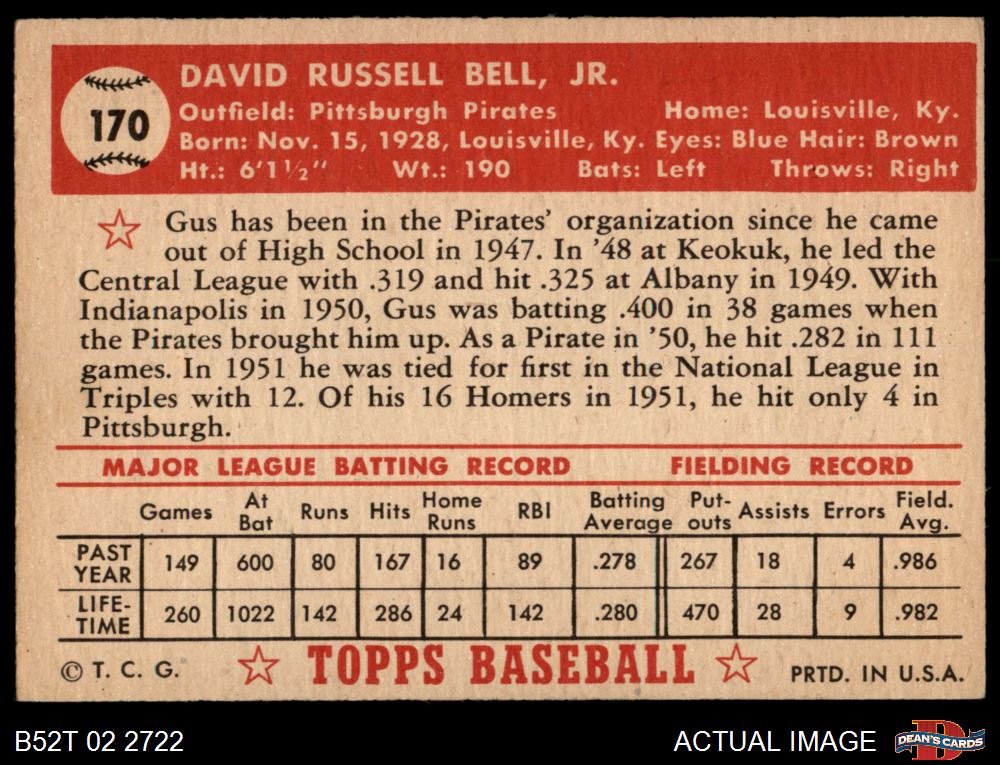 170
DAVID RUSSELL BELL, JR.
Outfield: Pittsburgh Pirates Home: Louisville, Ky.
Born: Nov. 15, 1928, Louisville, Ky. Eyes: Blue Hair: Brown
Ht.: 6'1½" Wt.: 190 Bats: Left Throws: Right
Gus has been in the Pirates' organization since he came
out of High School in 1947. In '48 at Keokuk, he led the
Central League with .319 and hit .325 at Albany in 1949. With
Indianapolis in 1950, Gus was batting .400 in 38 games when
the Pirates brought him up. As a Pirate in '50, he hit .282 in 111
games. In 1951 he was tied for first in the National League in
Triples with 12. Of his 16 Homers in 1951, he hit only 4 in
Pittsburgh.
MAJOR LEAGUE BATTING RECORD FIELDING RECORD
Games At Bat Runs Hits Home Runs RBI Batting Average Put-outs Assists Errors Field. Avg.
PAST YEAR 149 600 80 167 16 89 .278 267 18 4 .986
LIFE-TIME 260 1022 142 286 24 142 .280 470 28 9 .982
© T. C. G. TOPPS BASEBALL PRTD. IN U.S.A.
B52T 02 2722 ACTUAL IMAGE DEAN'S CARDS